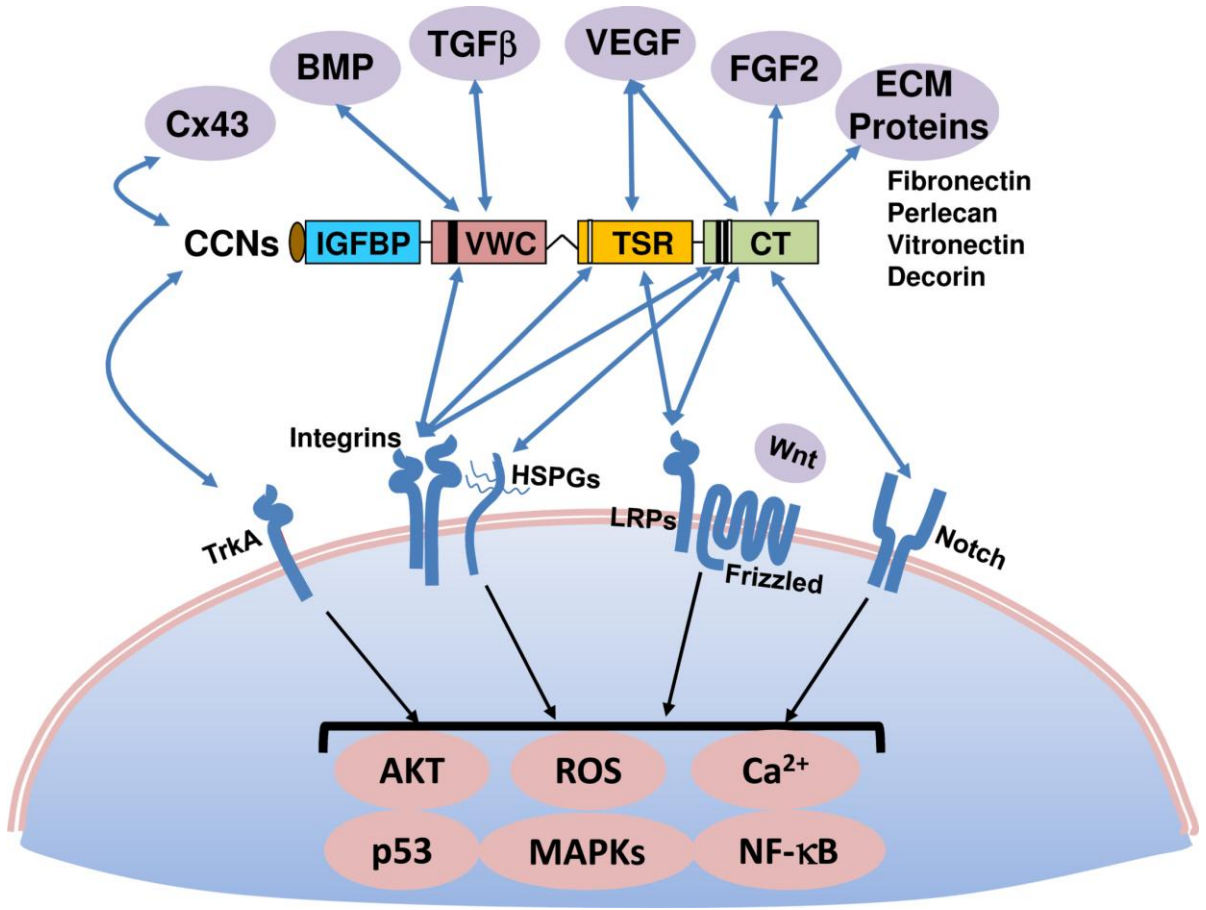 BMP
TGFβ
VEGF
FGF2
ECM
Proteins
Cx43
Fibronectin
Perlecan
Vitronectin
Decorin
CCNs
IGFBP
VWC
TSR
CT
Integrins
HSPGs
Wnt
TrkA
LRPs
Frizzled
Notch
AKT
ROS
Ca²⁺
p53
MAPKs
NF-κB